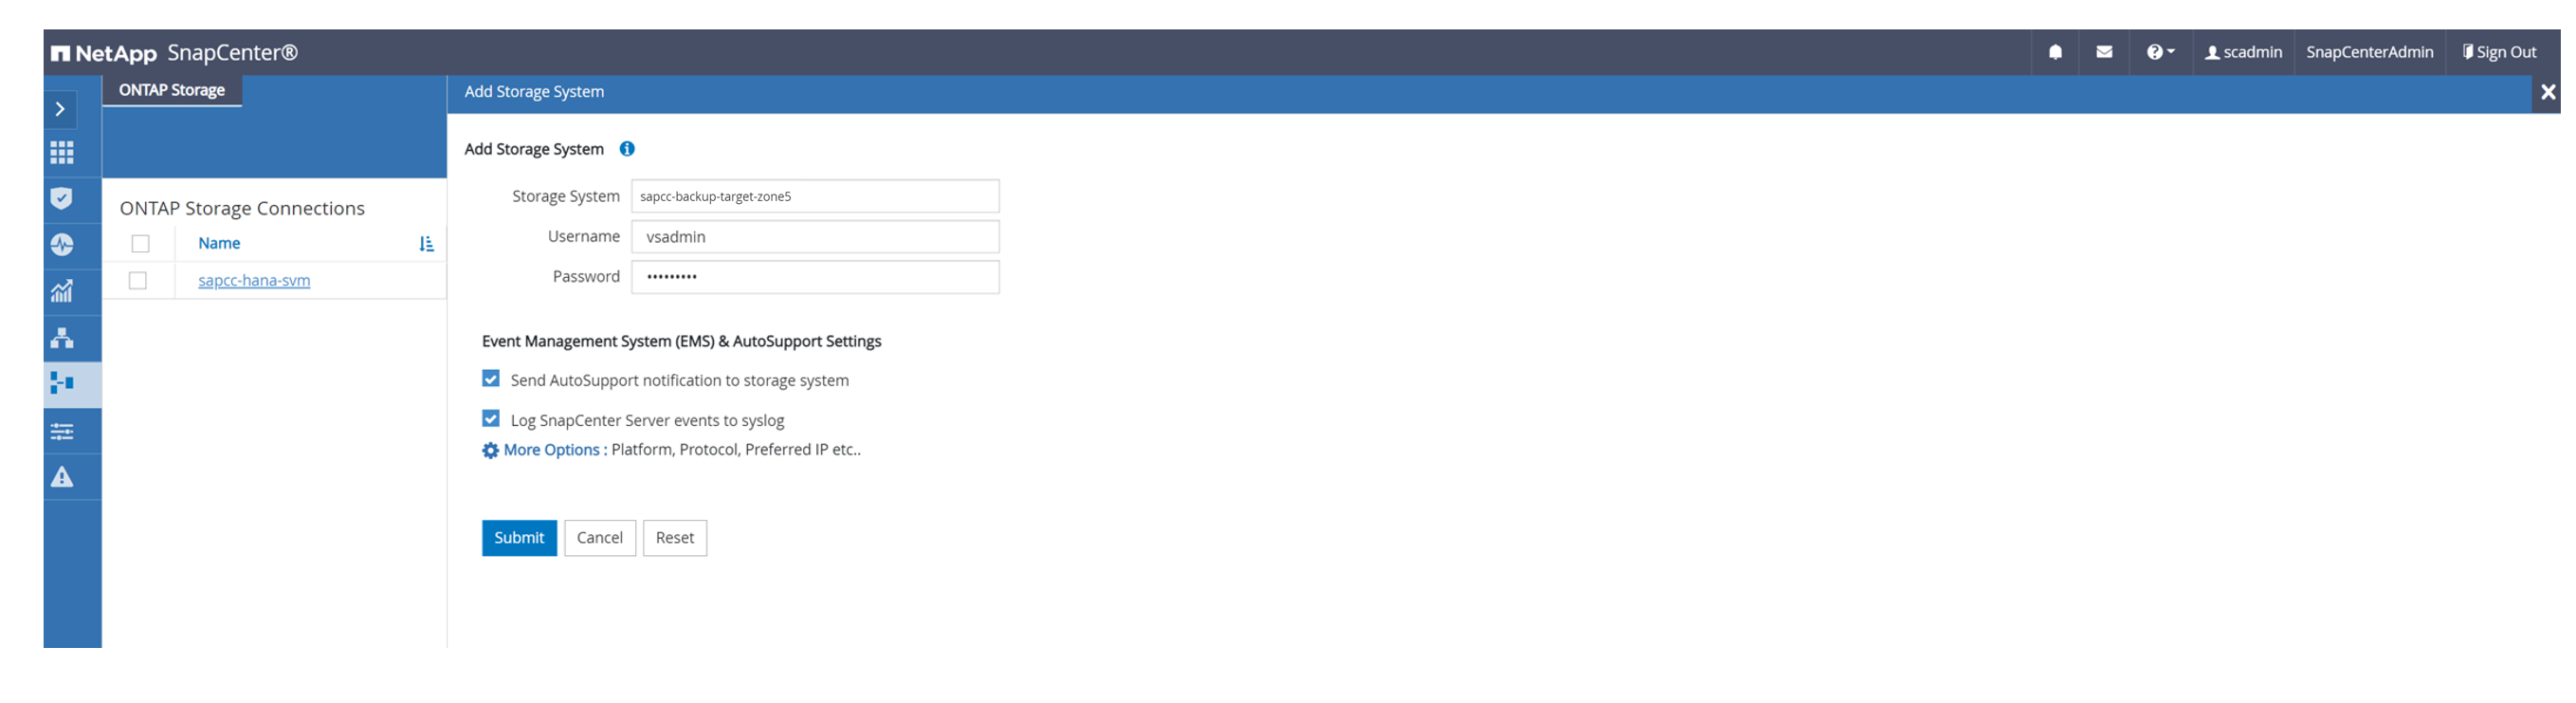 NetApp SnapCenter®
scadmin SnapCenterAdmin Sign Out
ONTAP Storage
Add Storage System
Add Storage System
Storage System sapcc-backup-target-zone5
Username vsadmin
Password •••••••••
ONTAP Storage Connections
Name
sapcc-hana-svm
Event Management System (EMS) & AutoSupport Settings
Send AutoSupport notification to storage system
Log SnapCenter Server events to syslog
More Options : Platform, Protocol, Preferred IP etc..
Submit Cancel Reset